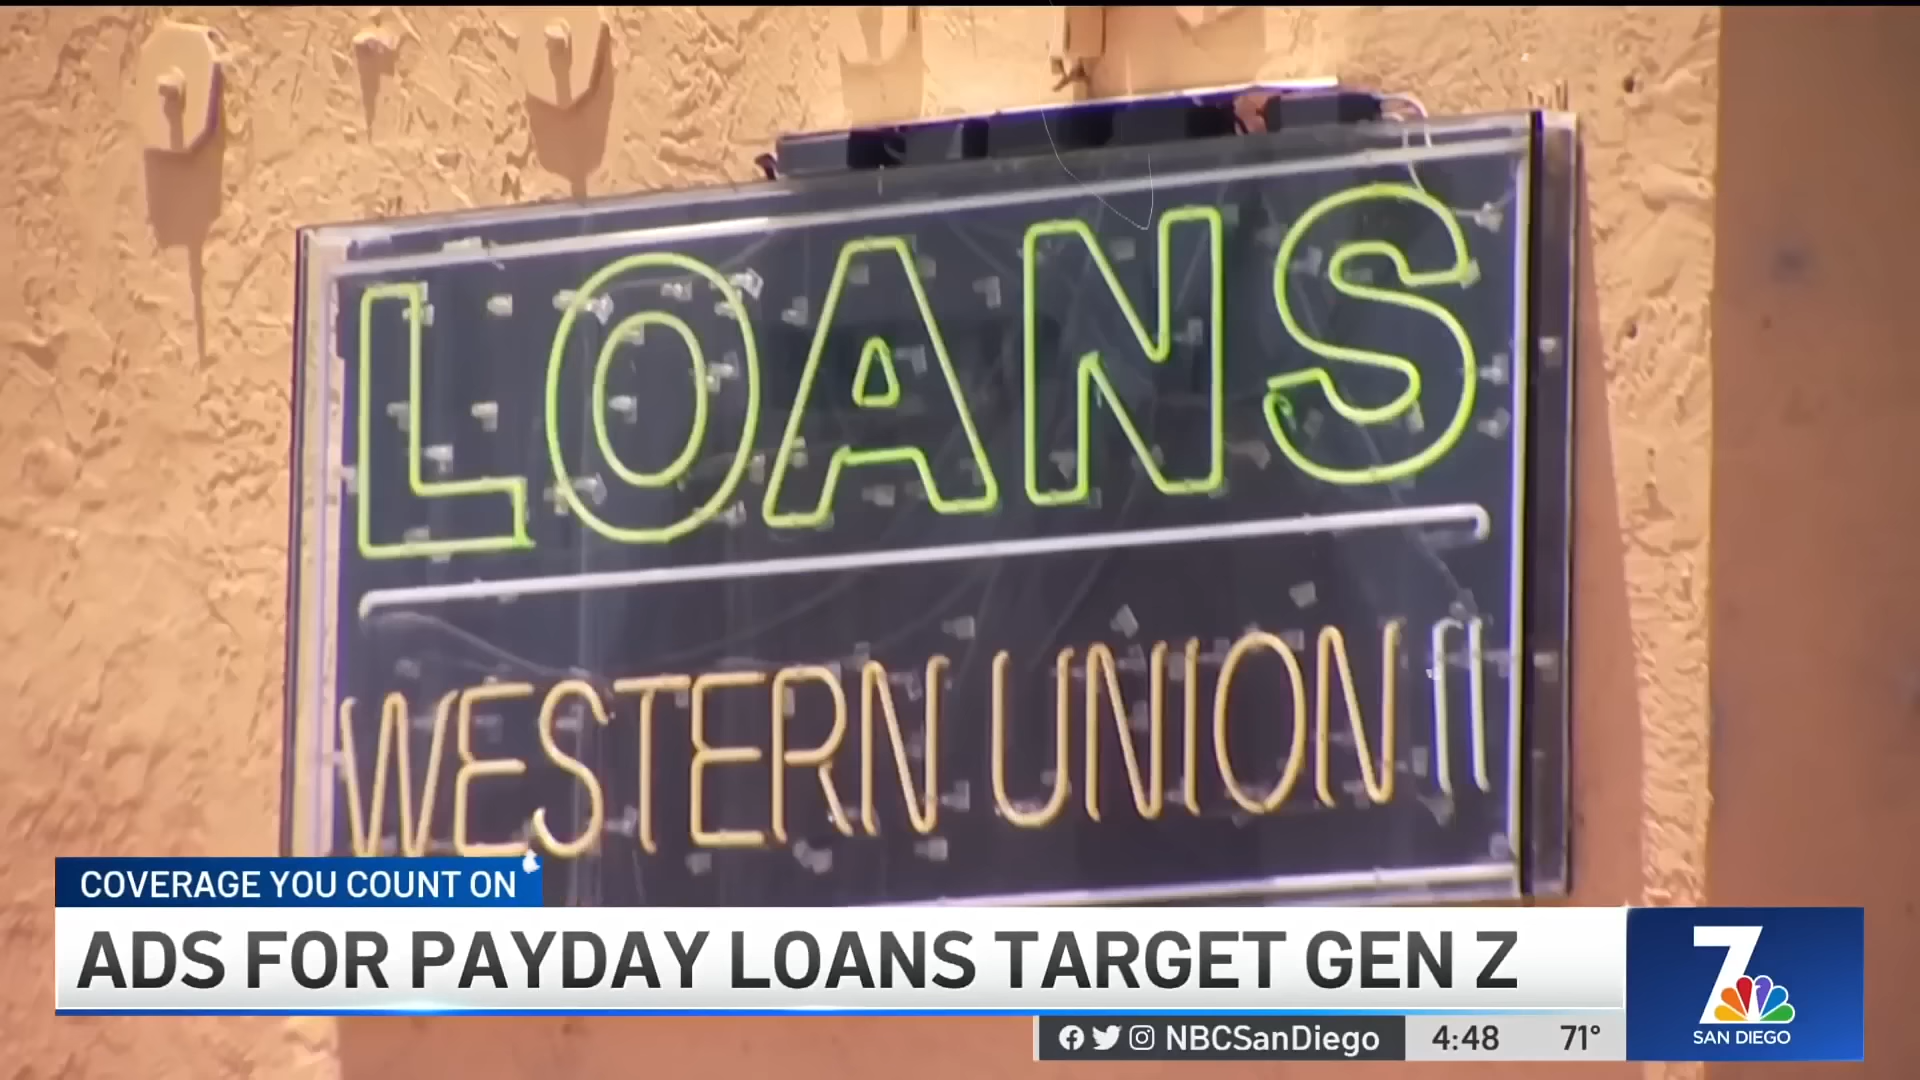 LOANS
WESTERN UNION
COVERAGE YOU COUNT ON
ADS FOR PAYDAY LOANS TARGET GEN Z
NBCSanDiego 4:48 71°
7
SAN DIEGO